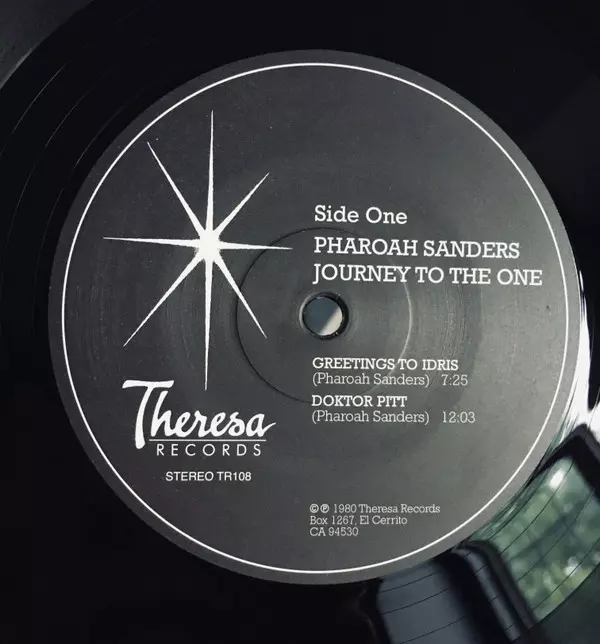 Side One
PHAROAH SANDERS
JOURNEY TO THE ONE
GREETINGS TO IDRIS
(Pharoah Sanders) 7:25
DOKTOR PITT
(Pharoah Sanders) 12:03
Theresa
RECORDS
STEREO TR108
© ℗ 1980 Theresa Records
Box 1267, El Cerrito
CA 94530